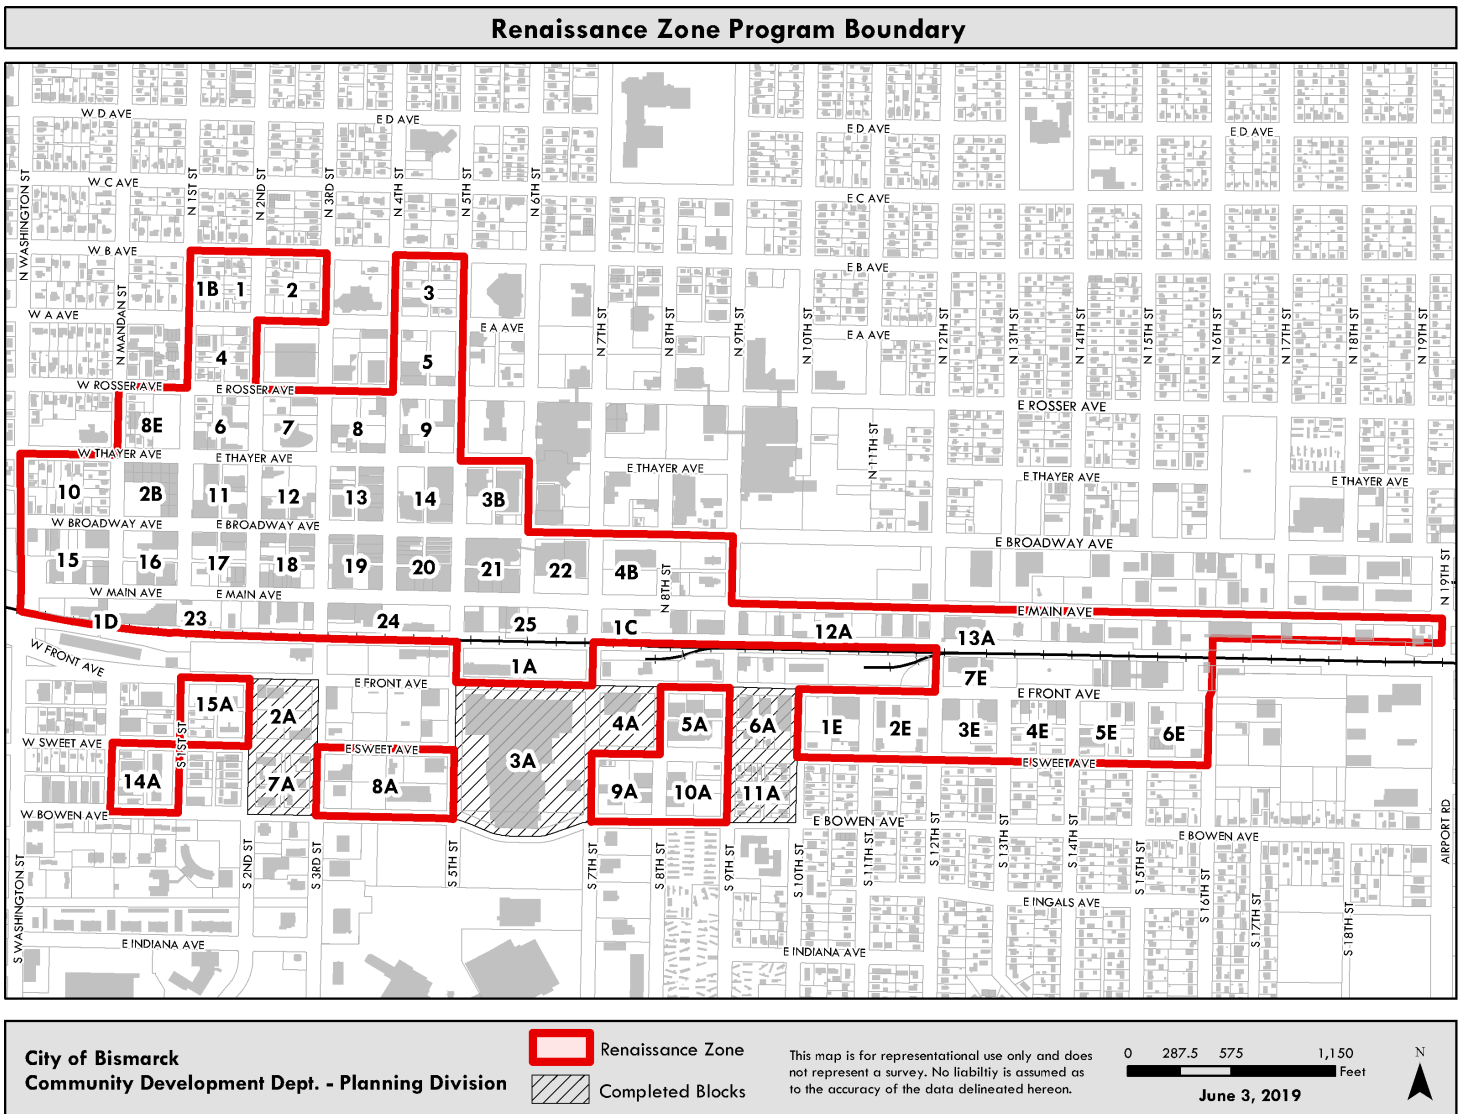 Renaissance Zone Program Boundary
W D AVE
E D AVE
E D AVE
E D AVE
W C AVE
E C AVE
N WASHINGTON ST
N 1ST ST
N 2ND ST
N 3RD ST
N 4TH ST
N 5TH ST
N 6TH ST
W B AVE
E B AVE
1B
1
2
3
W A AVE
N MANDAN ST
E A AVE
E A AVE
N 7TH ST
N 8TH ST
N 9TH ST
N 10TH ST
N 12TH ST
N 13TH ST
N 14TH ST
N 15TH ST
N 16TH ST
N 17TH ST
N 18TH ST
N 19TH ST
4
5
W ROSSER AVE
E ROSSER AVE
E ROSSER AVE
8E
6
7
8
9
N 11TH ST
W THAYER AVE
E THAYER AVE
E THAYER AVE
E THAYER AVE
E THAYER AVE
10
2B
11
12
13
14
3B
W BROADWAY AVE
E BROADWAY AVE
E BROADWAY AVE
15
16
17
18
19
20
21
22
4B
N 8TH ST
N 19TH ST
W MAIN AVE
E MAIN AVE
E MAIN AVE
1D
23
24
25
1C
12A
13A
W FRONT AVE
1A
7E
E FRONT AVE
E FRONT AVE
15A
2A
4A
5A
6A
1E
2E
3E
4E
5E
6E
S 1ST ST
W SWEET AVE
E SWEET AVE
E SWEET AVE
3A
14A
7A
8A
9A
10A
11A
W BOWEN AVE
E BOWEN AVE
E BOWEN AVE
AIRPORT RD
S WASHINGTON ST
S 2ND ST
S 3RD ST
S 5TH ST
S 7TH ST
S 8TH ST
S 9TH ST
S 10TH ST
S 11TH ST
S 12TH ST
S 13TH ST
S 14TH ST
S 15TH ST
S 16TH ST
S 17TH ST
S 18TH ST
E INGALS AVE
E INDIANA AVE
E INDIANA AVE
City of Bismarck
Community Development Dept. - Planning Division
Renaissance Zone
Completed Blocks
This map is for representational use only and does
not represent a survey. No liabiltiy is assumed as
to the accuracy of the data delineated hereon.
0 287.5 575 1,150
Feet
June 3, 2019
N